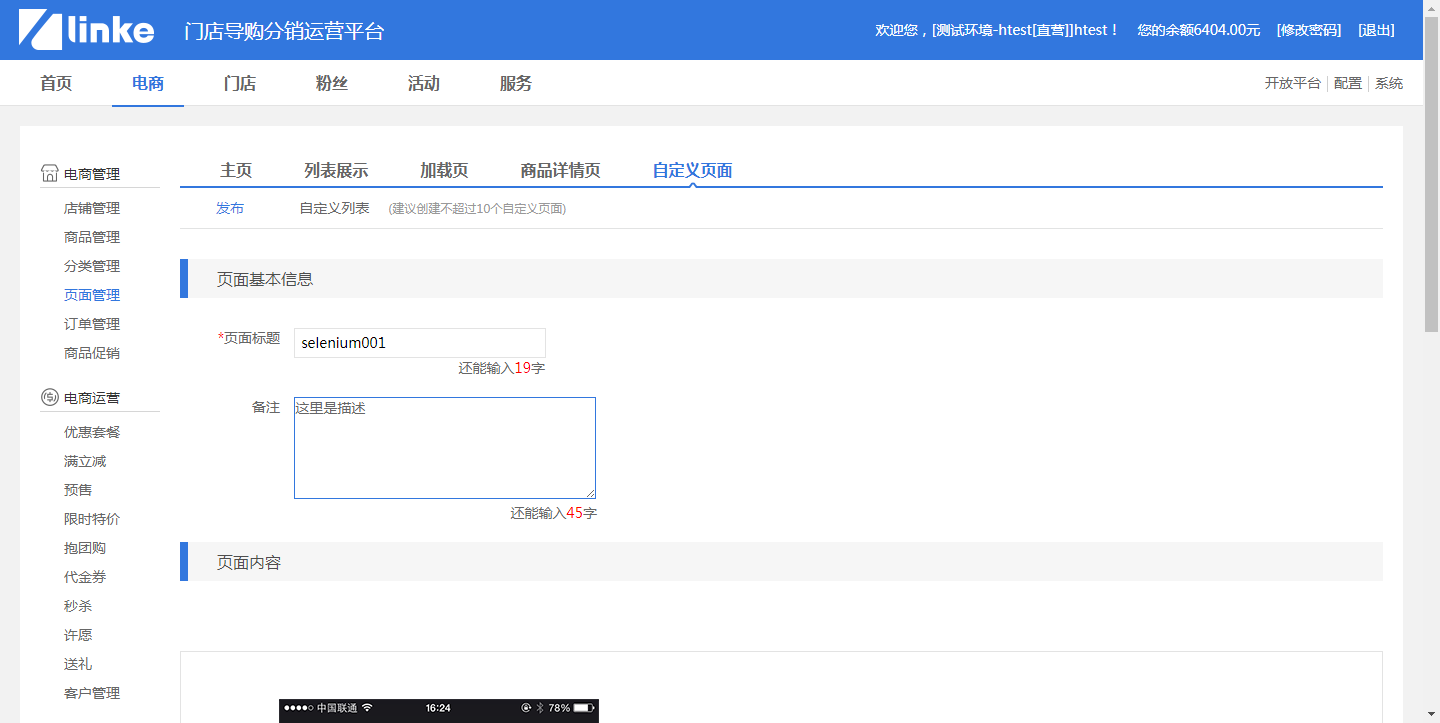 linke 门店导购分销运营平台 欢迎您，[测试环境-htest[直营]]htest！ 您的余额6404.00元 [修改密码] [退出]
首页 电商 门店 粉丝 活动 服务 开放平台 配置 系统
电商管理
店铺管理
商品管理
分类管理
页面管理
订单管理
商品促销
电商运营
优惠套餐
满立减
预售
限时特价
抱团购
代金券
秒杀
许愿
送礼
客户管理
主页 列表展示 加载页 商品详情页 自定义页面
发布 自定义列表 (建议创建不超过10个自定义页面)
页面基本信息
*页面标题 selenium001
还能输入19字
备注 这里是描述
还能输入45字
页面内容
中国联通 16:24 78%